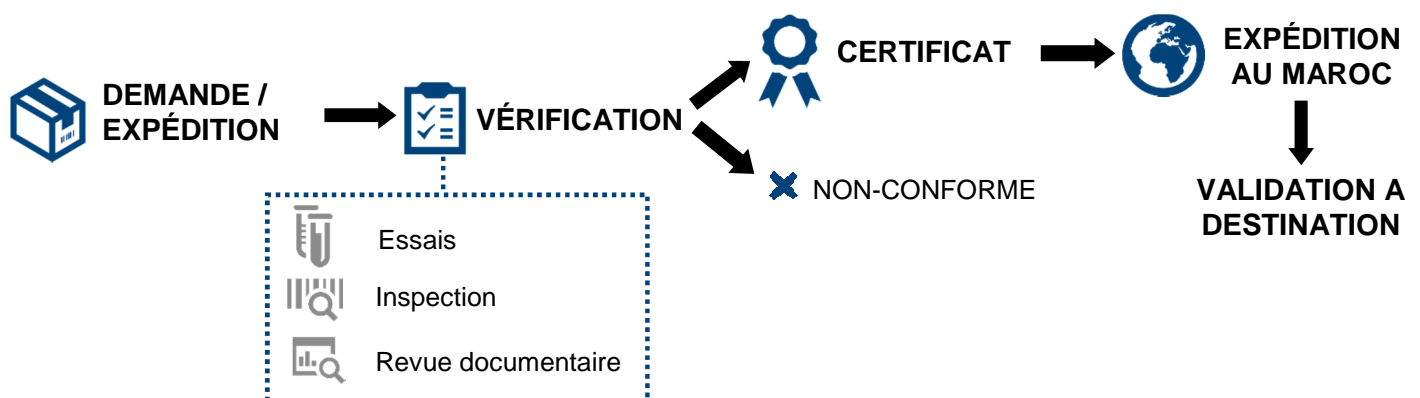 DEMANDE /
EXPÉDITION
VÉRIFICATION
CERTIFICAT
EXPÉDITION
AU MAROC
NON-CONFORME
VALIDATION A
DESTINATION
Essais
Inspection
Revue documentaire